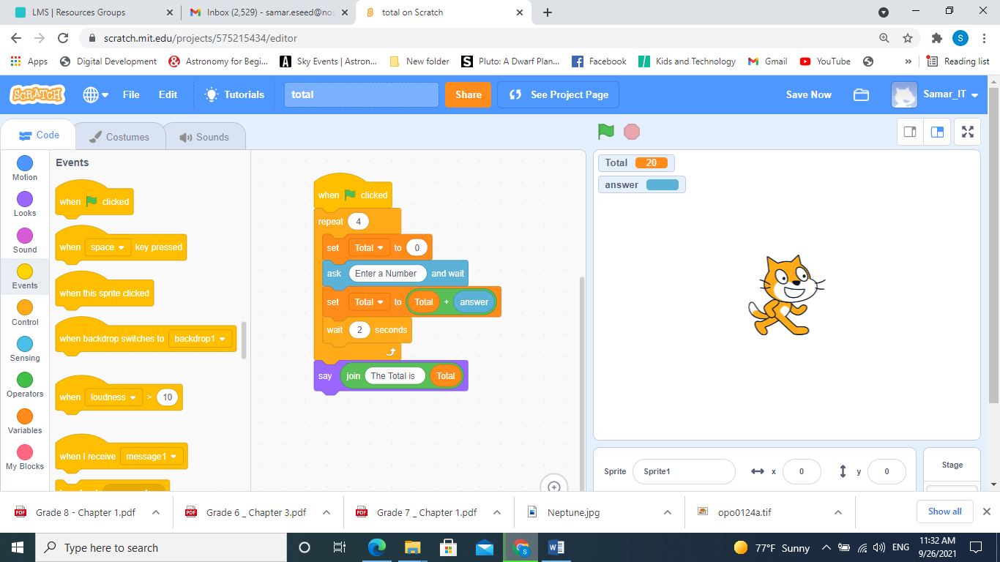 LMS | Resources Groups
Inbox (2,529) - samar.eseed@nos
total on Scratch
scratch.mit.edu/projects/575215434/editor
Apps
Digital Development
Astronomy for Begi...
Sky Events | Astron...
New folder
Pluto: A Dwarf Plan...
Facebook
Kids and Technology
Gmail
YouTube
»
Reading list
SCRATCH
File
Edit
Tutorials
total
Share
See Project Page
Save Now
Samar_IT
Code
Costumes
Sounds
Motion
Looks
Sound
Events
Control
Sensing
Operators
Variables
My Blocks
Events
when clicked
when space key pressed
when this sprite clicked
when backdrop switches to backdrop1
when loudness > 10
when I receive message1
when clicked
repeat 4
set Total to 0
ask Enter a Number and wait
set Total to Total + answer
wait 2 seconds
say join The Total is Total
Total 20
answer
Sprite Sprite1 x 0 y 0
Stage
Grade 8 - Chapter 1.pdf
Grade 6 _ Chapter 3.pdf
Grade 7 _ Chapter 1.pdf
Neptune.jpg
opo0124a.tif
Show all
Type here to search
77°F Sunny
ENG
11:32 AM
9/26/2021